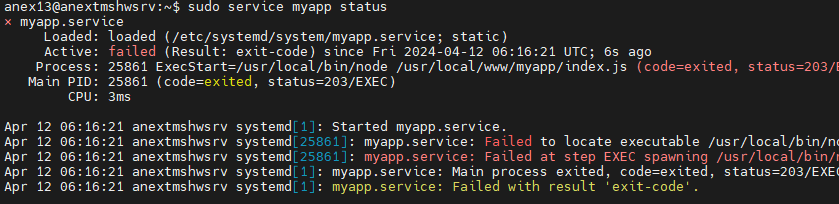 anex13@anextmshwsrv:~$ sudo service myapp status
× myapp.service
Loaded: loaded (/etc/systemd/system/myapp.service; static)
Active: failed (Result: exit-code) since Fri 2024-04-12 06:16:21 UTC; 6s ago
Process: 25861 ExecStart=/usr/local/bin/node /usr/local/www/myapp/index.js (code=exited, status=203/E
Main PID: 25861 (code=exited, status=203/EXEC)
CPU: 3ms
Apr 12 06:16:21 anextmshwsrv systemd[1]: Started myapp.service.
Apr 12 06:16:21 anextmshwsrv systemd[25861]: myapp.service: Failed to locate executable /usr/local/bin/no
Apr 12 06:16:21 anextmshwsrv systemd[25861]: myapp.service: Failed at step EXEC spawning /usr/local/bin/n
Apr 12 06:16:21 anextmshwsrv systemd[1]: myapp.service: Main process exited, code=exited, status=203/EXEC
Apr 12 06:16:21 anextmshwsrv systemd[1]: myapp.service: Failed with result 'exit-code'.